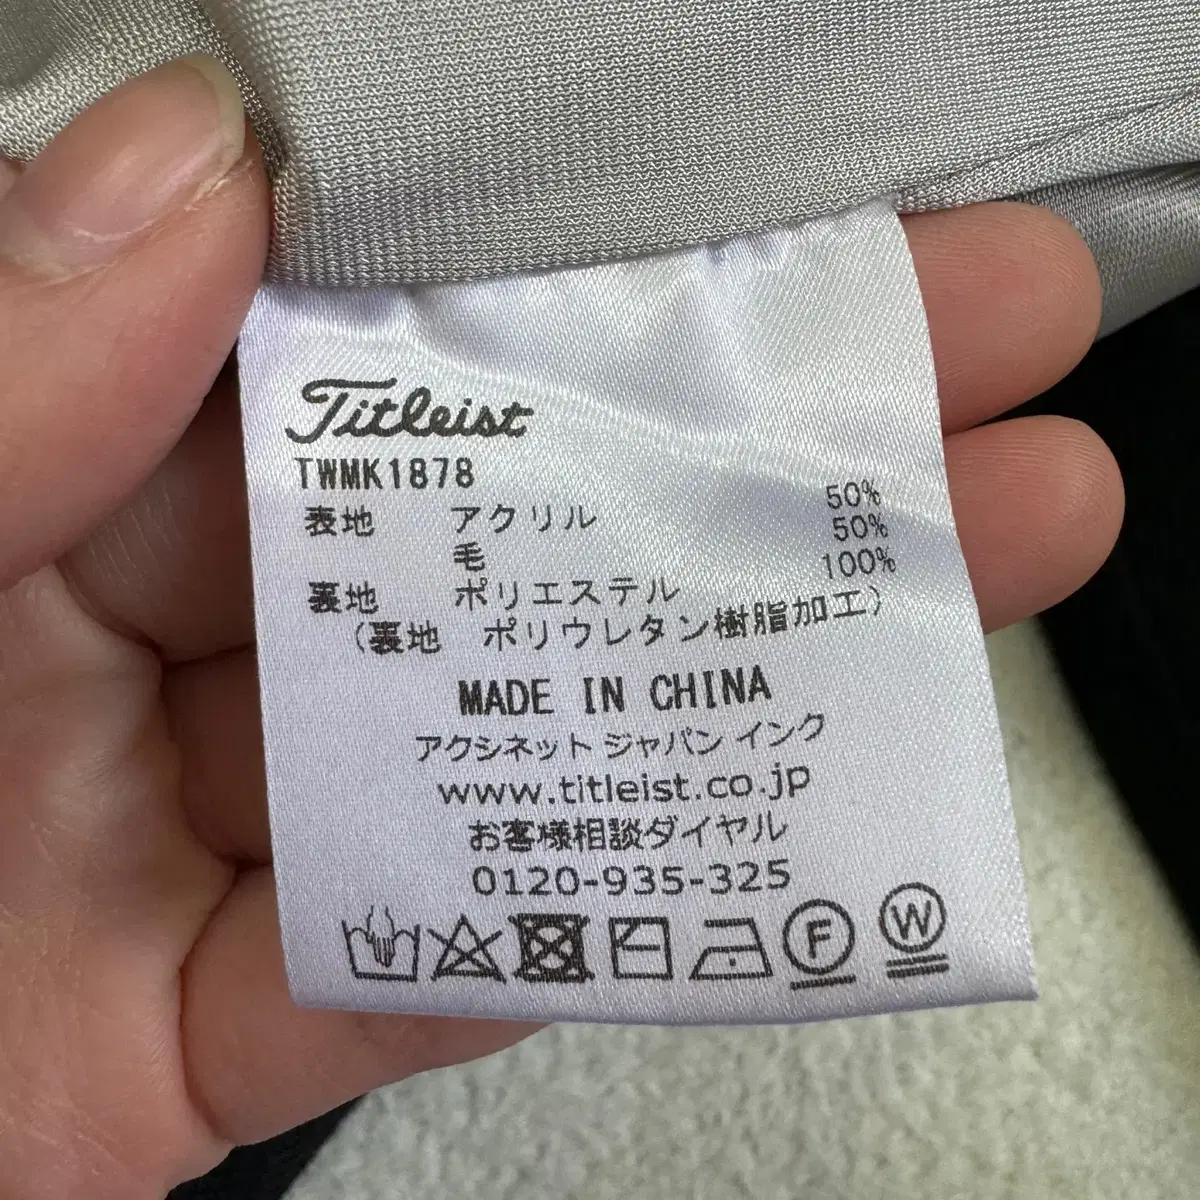 Titleist
TWMK1878
表地 アクリル 50%
毛 50%
裏地 ポリエステル 100%
(裏地 ポリウレタン樹脂加工)
MADE IN CHINA
アクシネット ジャパン インク
www.titleist.co.jp
お客様相談ダイヤル
0120-935-325
F W